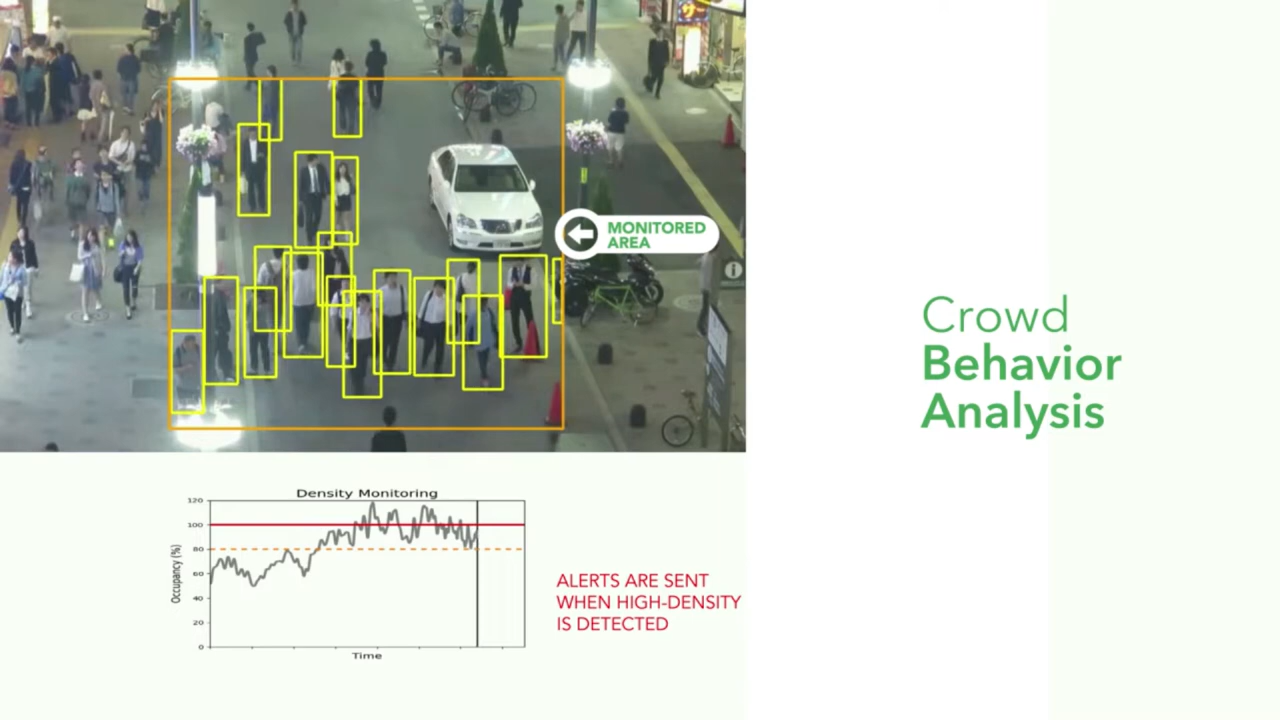 サ
MONITORED
AREA
i
Crowd
Behavior
Analysis
Density Monitoring
120
100
80
60
40
20
0
Occupancy (%)
Time
ALERTS ARE SENT
WHEN HIGH-DENSITY
IS DETECTED